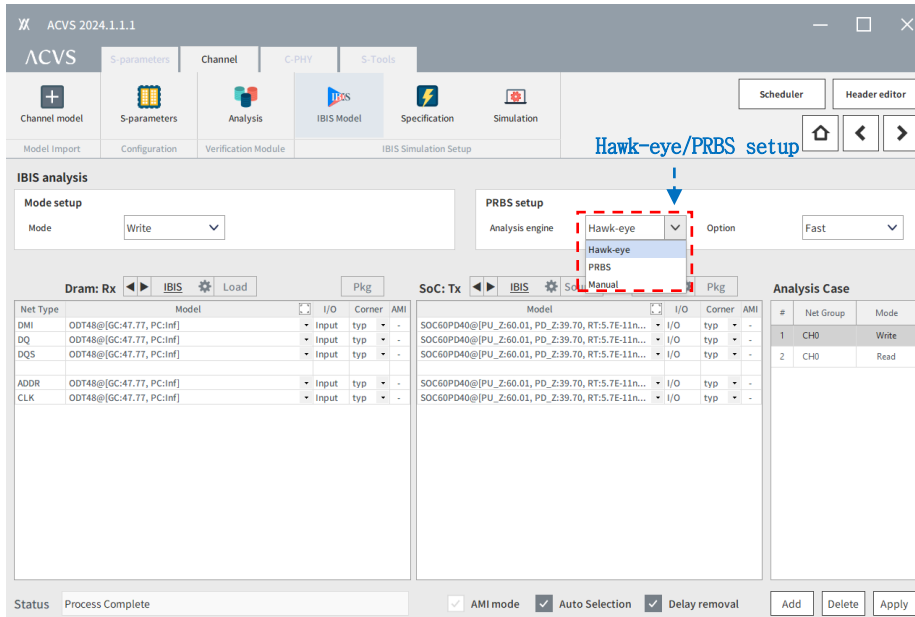 ACVS 2024.1.1.1
ACVS
S-parameters
Channel
C-PHY
S-Tools
Channel model
S-parameters
Analysis
IBIS
IBIS Model
Specification
Simulation
Scheduler
Header editor
Model Import
Configuration
Verification Module
IBIS Simulation Setup
Hawk-eye/PRBS setup
IBIS analysis
Mode setup
Mode
Write
PRBS setup
Analysis engine
Hawk-eye
Option
Fast
Hawk-eye
PRBS
Manual
Dram: Rx
IBIS
Load
Pkg
SoC: Tx
IBIS
Pkg
Analysis Case
Net Type Model I/O Corner AMI
DMI ODT48@[GC:47.77, PC:Inf] Input typ -
DQ ODT48@[GC:47.77, PC:Inf] Input typ -
DQS ODT48@[GC:47.77, PC:Inf] Input typ -
ADDR ODT48@[GC:47.77, PC:Inf] Input typ -
CLK ODT48@[GC:47.77, PC:Inf] Input typ -
Model I/O Corner AMI
SOC60PD40@[PU_Z:60.01, PD_Z:39.70, RT:5.7E-11n... I/O typ -
SOC60PD40@[PU_Z:60.01, PD_Z:39.70, RT:5.7E-11n... I/O typ -
SOC60PD40@[PU_Z:60.01, PD_Z:39.70, RT:5.7E-11n... I/O typ -
SOC60PD40@[PU_Z:60.01, PD_Z:39.70, RT:5.7E-11n... I/O typ -
SOC60PD40@[PU_Z:60.01, PD_Z:39.70, RT:5.7E-11n... I/O typ -
# Net Group Mode
1 CH0 Write
2 CH0 Read
Status
Process Complete
AMI mode
Auto Selection
Delay removal
Add
Delete
Apply